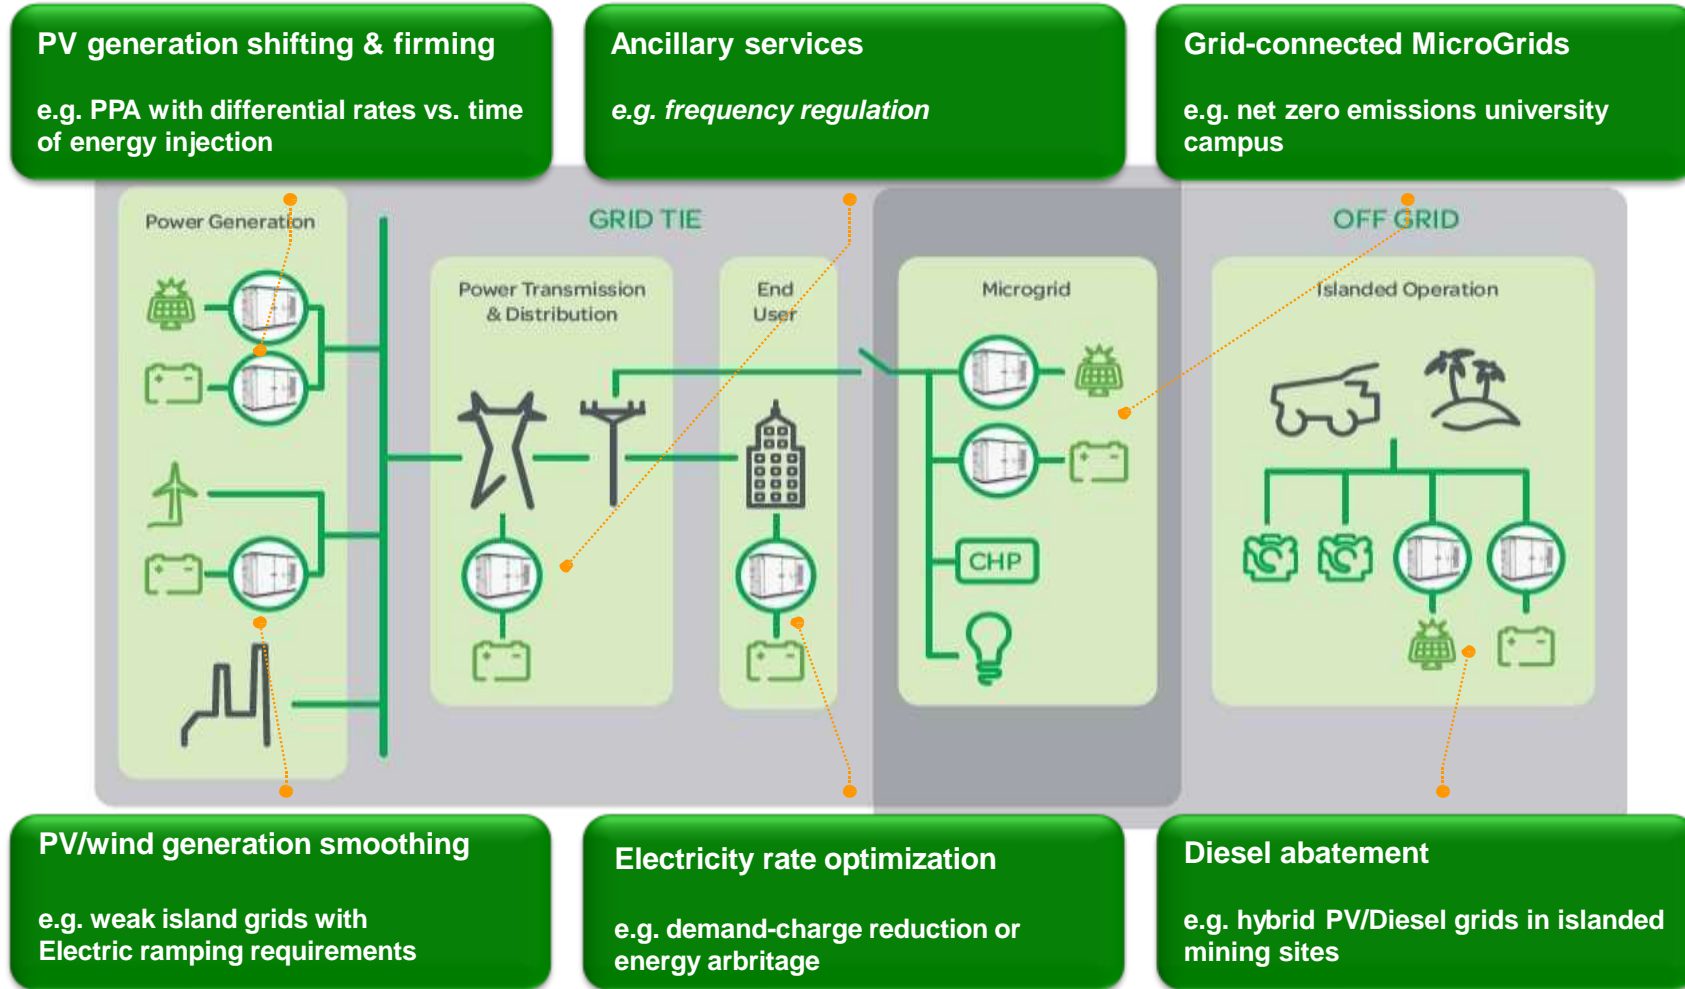 PV generation shifting & firming
e.g. PPA with differential rates vs. time
of energy injection
Ancillary services
e.g. frequency regulation
Grid-connected MicroGrids
e.g. net zero emissions university
campus
Power Generation
GRID TIE
OFF GRID
Power Transmission
& Distribution
End
User
Microgrid
Islanded Operation
CHP
PV/wind generation smoothing
e.g. weak island grids with
Electric ramping requirements
Electricity rate optimization
e.g. demand-charge reduction or
energy arbritage
Diesel abatement
e.g. hybrid PV/Diesel grids in islanded
mining sites